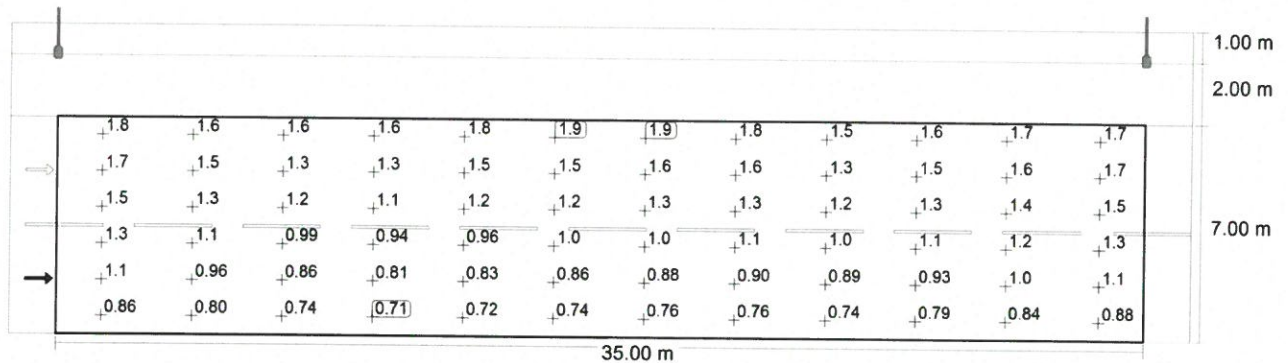 1.00 m
2.00 m
1.8 1.6 1.6 1.6 1.8 1.9 1.9 1.8 1.5 1.6 1.7 1.7
1.7 1.5 1.3 1.3 1.5 1.5 1.6 1.6 1.3 1.5 1.6 1.7
1.5 1.3 1.2 1.1 1.2 1.2 1.3 1.3 1.2 1.3 1.4 1.5
7.00 m
1.3 1.1 0.99 0.94 0.96 1.0 1.0 1.1 1.0 1.1 1.2 1.3
1.1 0.96 0.86 0.81 0.83 0.86 0.88 0.90 0.89 0.93 1.0 1.1
0.86 0.80 0.74 0.71 0.72 0.74 0.76 0.76 0.74 0.79 0.84 0.88
35.00 m